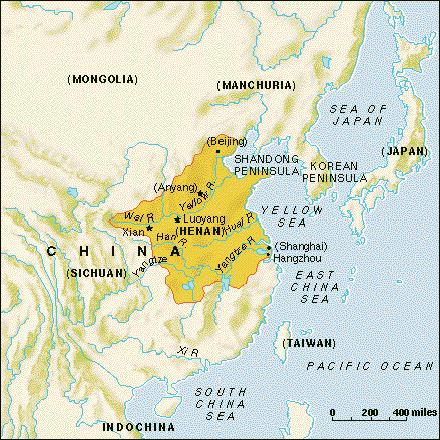 (MONGOLIA)
(MANCHURIA)
SEA OF
JAPAN
(Beijing)
SHANDONG
PENINSULA
KOREAN
PENINSULA
(JAPAN)
(Anyang)
Yellow R.
Wei R.
Luoyang
YELLOW
SEA
Xian
Han R.
(HENAN)
Huai R.
CHINA
(Shanghai)
Hangzhou
(SICHUAN)
Yangtze
Yangtze R.
EAST
CHINA
SEA
Xi R.
(TAIWAN)
PACIFIC OCEAN
SOUTH
CHINA
SEA
INDOCHINA
0 200 400 miles